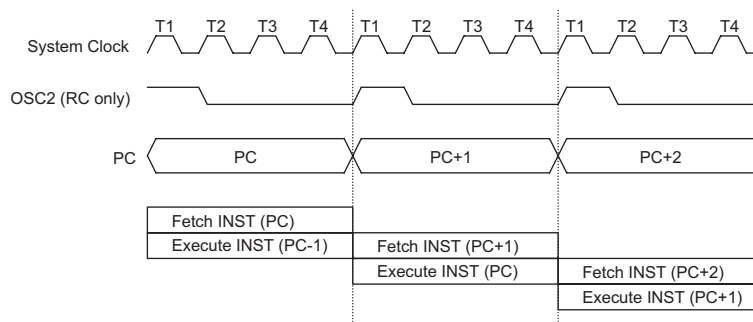 T1 T2 T3 T4 T1 T2 T3 T4 T1 T2 T3 T4
System Clock
OSC2 (RC only)
PC PC PC+1 PC+2
Fetch INST (PC)
Execute INST (PC-1) Fetch INST (PC+1)
Execute INST (PC) Fetch INST (PC+2)
Execute INST (PC+1)